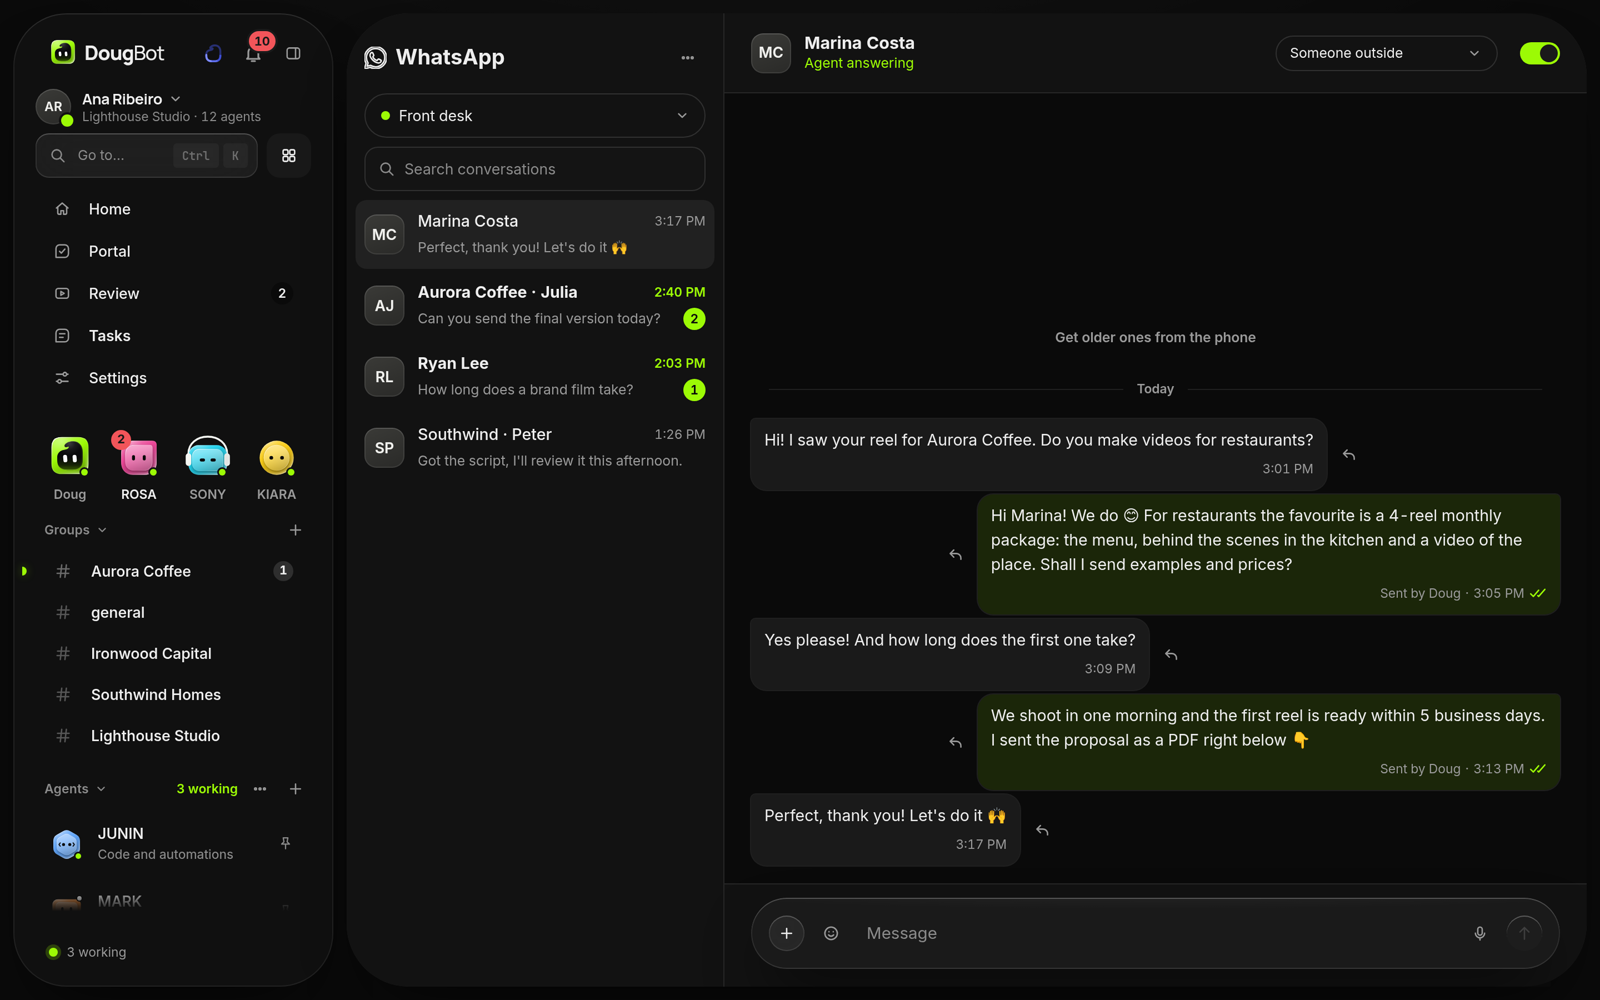 DougBot
10
AR
Ana Ribeiro
Lighthouse Studio · 12 agents
Go to...
Ctrl
K
Home
Portal
Review
2
Tasks
Settings
2
Doug
ROSA
SONY
KIARA
Groups
Aurora Coffee
1
general
Ironwood Capital
Southwind Homes
Lighthouse Studio
Agents
3 working
JUNIN
Code and automations
MARK
3 working
WhatsApp
Front desk
Search conversations
MC
Marina Costa
3:17 PM
Perfect, thank you! Let's do it 🙌
AJ
Aurora Coffee · Julia
2:40 PM
Can you send the final version today?
2
RL
Ryan Lee
2:03 PM
How long does a brand film take?
1
SP
Southwind · Peter
1:26 PM
Got the script, I'll review it this afternoon.
MC
Marina Costa
Agent answering
Someone outside
Get older ones from the phone
Today
Hi! I saw your reel for Aurora Coffee. Do you make videos for restaurants?
3:01 PM
Hi Marina! We do 😊 For restaurants the favourite is a 4-reel monthly
package: the menu, behind the scenes in the kitchen and a video of the
place. Shall I send examples and prices?
Sent by Doug · 3:05 PM
Yes please! And how long does the first one take?
3:09 PM
We shoot in one morning and the first reel is ready within 5 business days.
I sent the proposal as a PDF right below 👇
Sent by Doug · 3:13 PM
Perfect, thank you! Let's do it 🙌
3:17 PM
Message